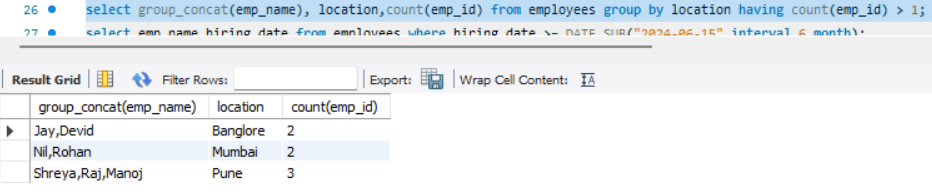 26 select group_concat(emp_name), location,count(emp_id) from employees group by location having count(emp_id) > 1;
27 select emp_name,hiring_date from employees where hiring_date >= DATE_SUB("2024-06-15",interval 6 month);
Result Grid Filter Rows: Export: Wrap Cell Content: IA
group_concat(emp_name) location count(emp_id)
Jay,Devid Banglore 2
Nil,Rohan Mumbai 2
Shreya,Raj,Manoj Pune 3